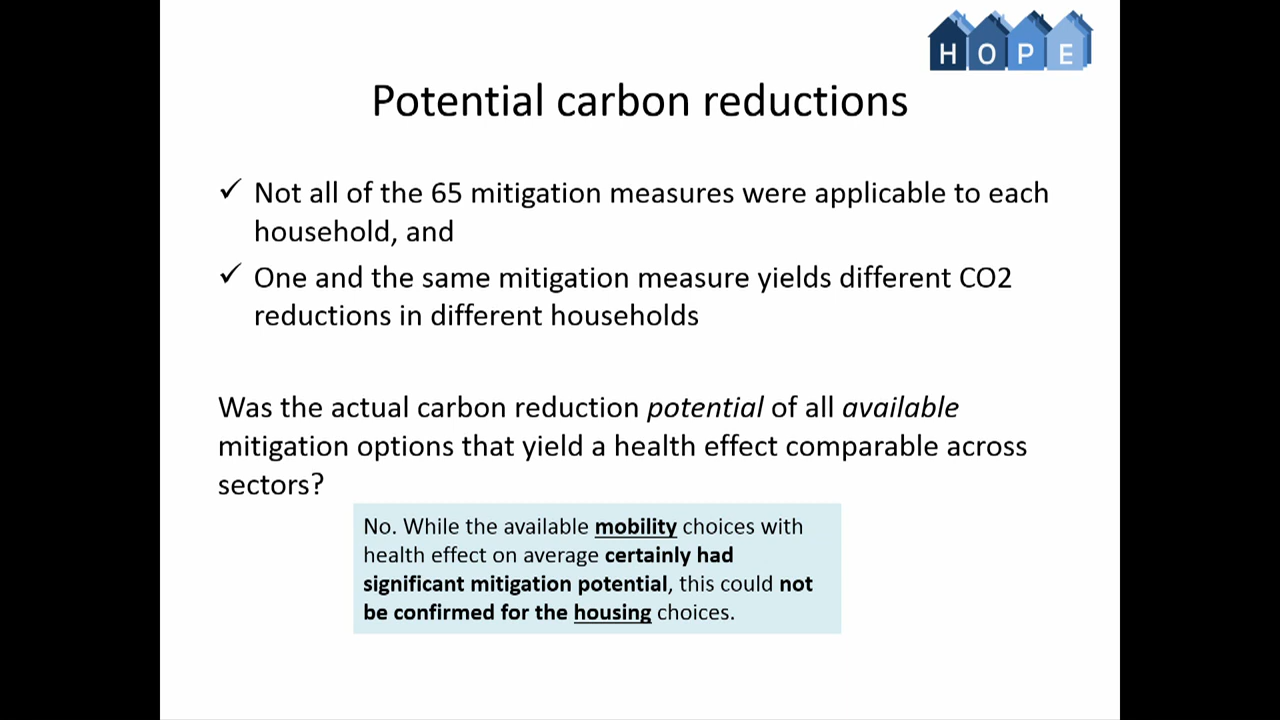 HOPE
Potential carbon reductions
✓ Not all of the 65 mitigation measures were applicable to each
household, and
✓ One and the same mitigation measure yields different CO2
reductions in different households
Was the actual carbon reduction potential of all available
mitigation options that yield a health effect comparable across
sectors?
No. While the available mobility choices with
health effect on average certainly had
significant mitigation potential, this could not
be confirmed for the housing choices.